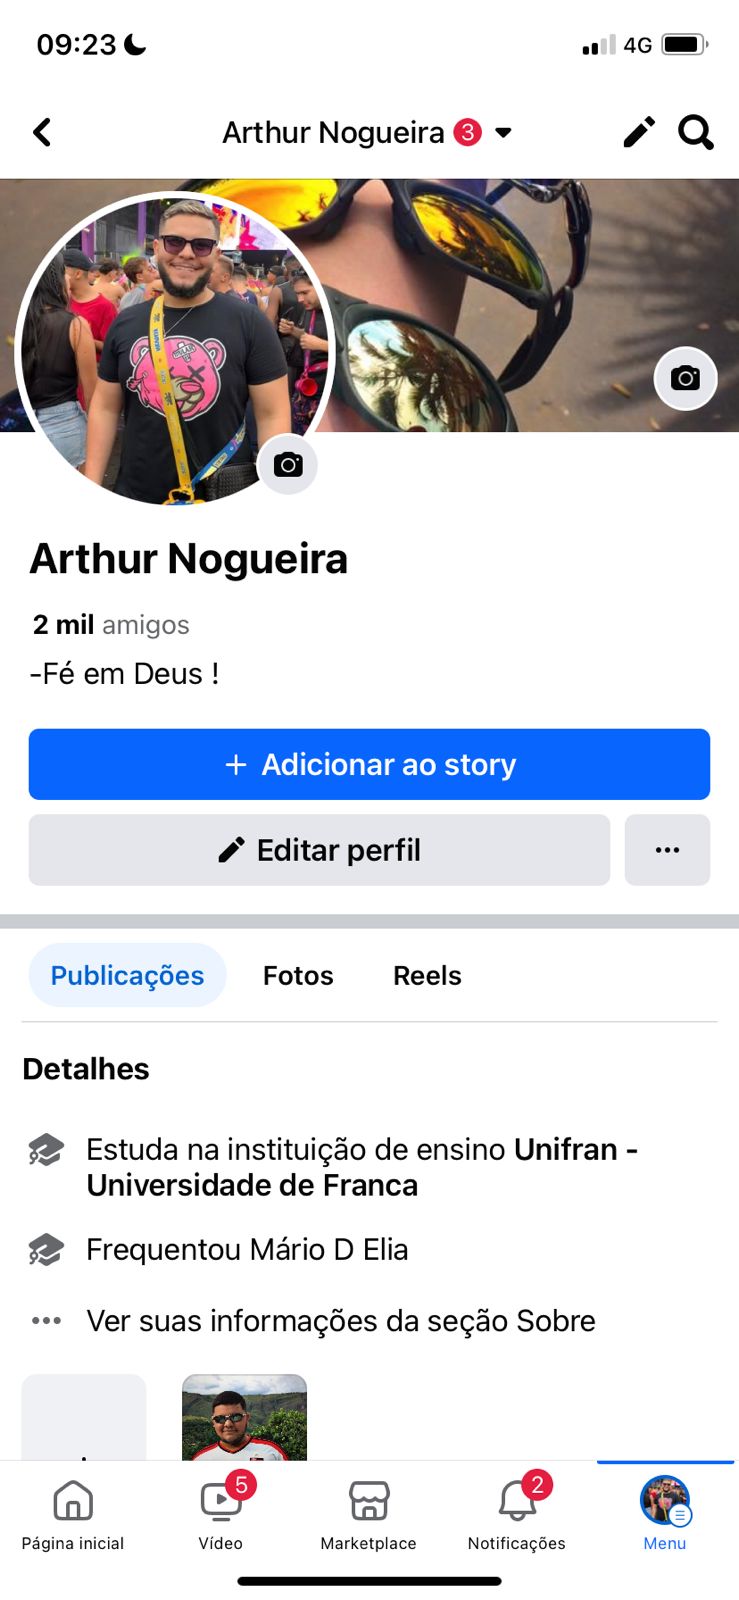 09:23
4G
Arthur Nogueira 3
Arthur Nogueira
2 mil amigos
-Fé em Deus !
+ Adicionar ao story
Editar perfil
Publicações Fotos Reels
Detalhes
Estuda na instituição de ensino Unifran -
Universidade de Franca
Frequentou Mário D Elia
Ver suas informações da seção Sobre
5
2
Página inicial Vídeo Marketplace Notificações Menu